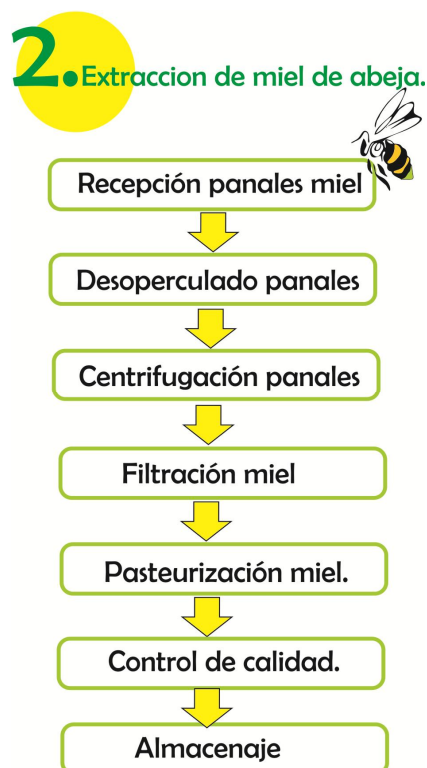 2. Extraccion de miel de abeja.
Recepción panales miel
Desoperculado panales
Centrifugación panales
Filtración miel
Pasteurización miel.
Control de calidad.
Almacenaje